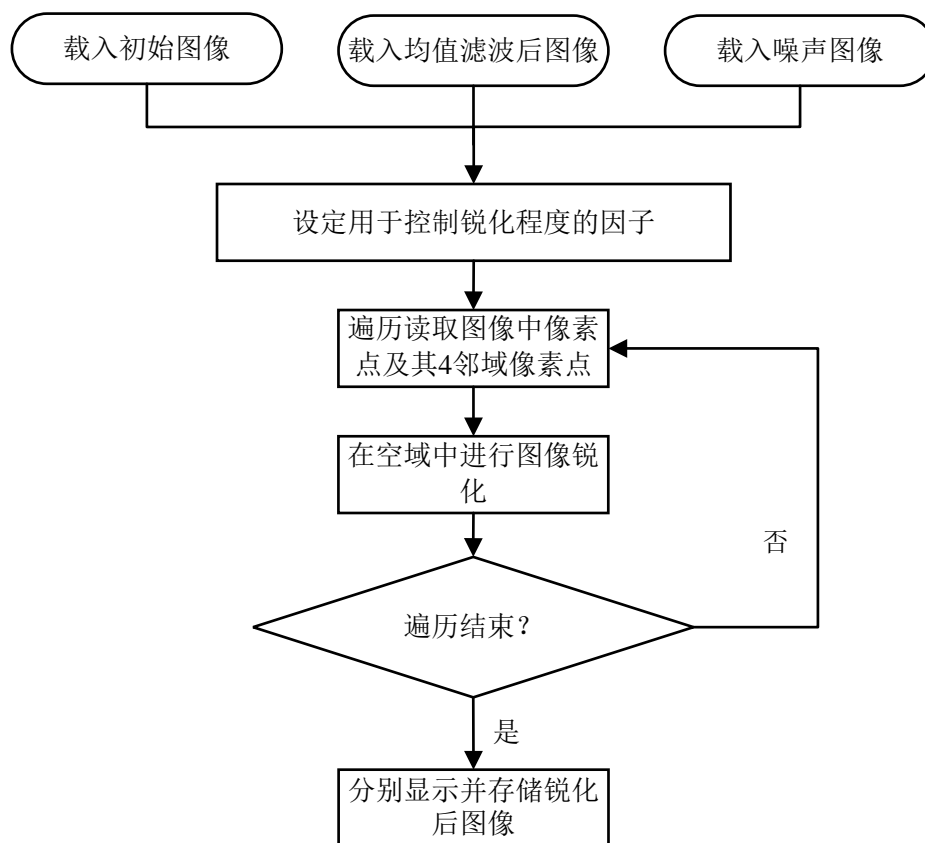 载入初始图像
载入均值滤波后图像
载入噪声图像
设定用于控制锐化程度的因子
遍历读取图像中像素
点及其4邻域像素点
在空域中进行图像锐
化
否
遍历结束？
是
分别显示并存储锐化
后图像